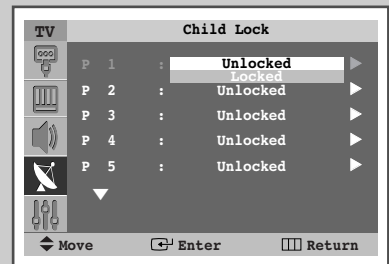 TV Child Lock
P 1 : Unlocked
Locked
P 2 : Unlocked
P 3 : Unlocked
P 4 : Unlocked
P 5 : Unlocked
Move Enter Return